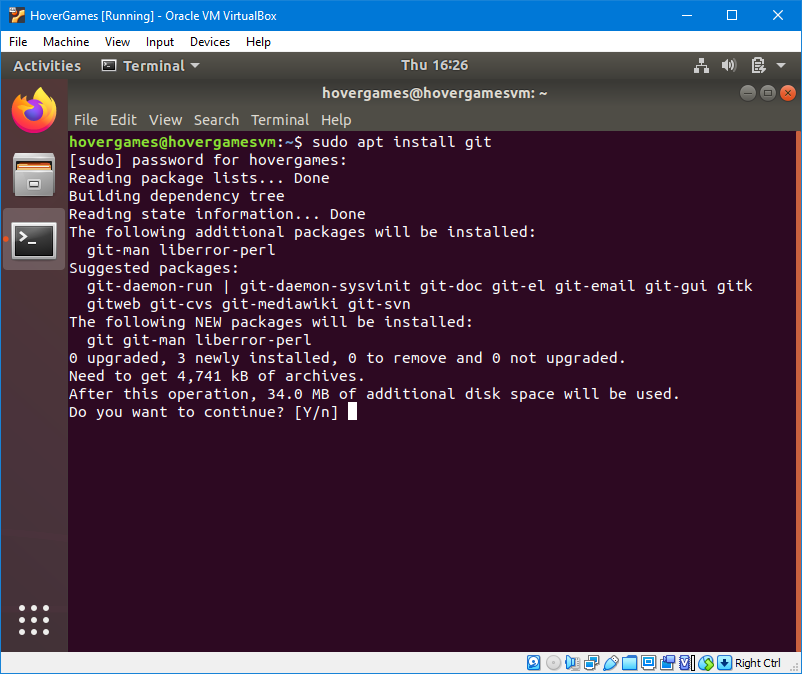 HoverGames [Running] - Oracle VM VirtualBox
File Machine View Input Devices Help
Activities Terminal Thu 16:26
hovergames@hovergamesvm: ~
File Edit View Search Terminal Help
hovergames@hovergamesvm:~$ sudo apt install git
[sudo] password for hovergames:
Reading package lists... Done
Building dependency tree
Reading state information... Done
The following additional packages will be installed:
  git-man liberror-perl
Suggested packages:
  git-daemon-run | git-daemon-sysvinit git-doc git-el git-email git-gui gitk
  gitweb git-cvs git-mediawiki git-svn
The following NEW packages will be installed:
  git git-man liberror-perl
0 upgraded, 3 newly installed, 0 to remove and 0 not upgraded.
Need to get 4,741 kB of archives.
After this operation, 34.0 MB of additional disk space will be used.
Do you want to continue? [Y/n]
Right Ctrl